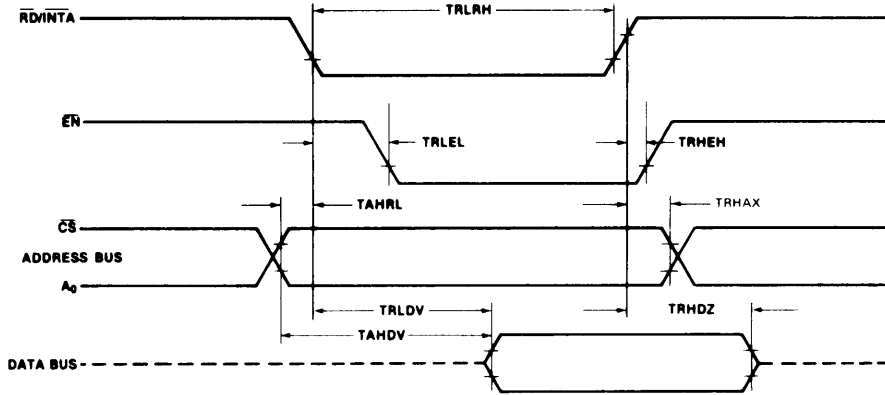 TRLRH
RD/INTA
EN
TRLEL
TRHEH
TAHRL
TRHAX
CS
ADDRESS BUS
A₀
TRLDV
TRHDZ
TAHDV
DATA BUS